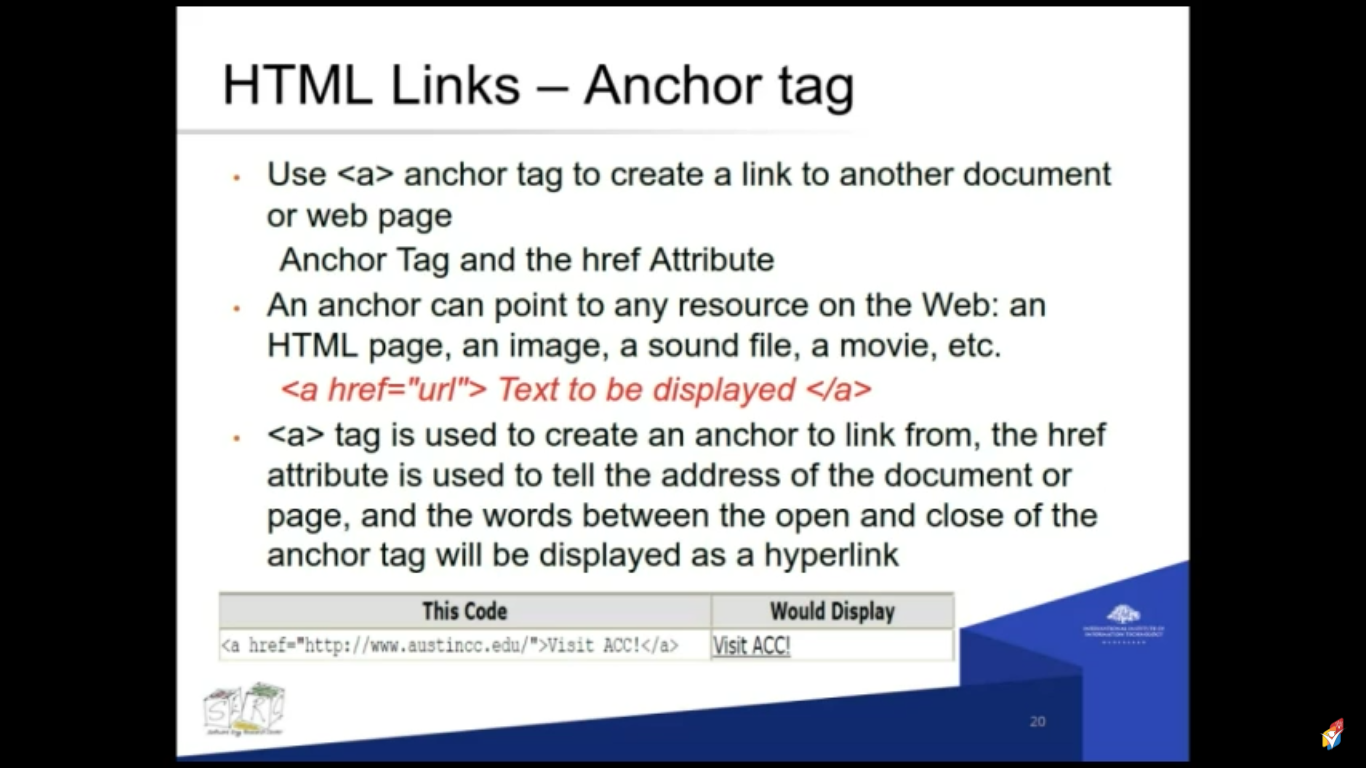 HTML Links – Anchor tag
• Use <a> anchor tag to create a link to another document
or web page
Anchor Tag and the href Attribute
• An anchor can point to any resource on the Web: an
HTML page, an image, a sound file, a movie, etc.
<a href="url"> Text to be displayed </a>
• <a> tag is used to create an anchor to link from, the href
attribute is used to tell the address of the document or
page, and the words between the open and close of the
anchor tag will be displayed as a hyperlink
This Code Would Display
<a href="http://www.austincc.edu/">Visit ACC!</a> Visit ACC!
INTERNATIONAL INSTITUTE OF
INFORMATION TECHNOLOGY
20